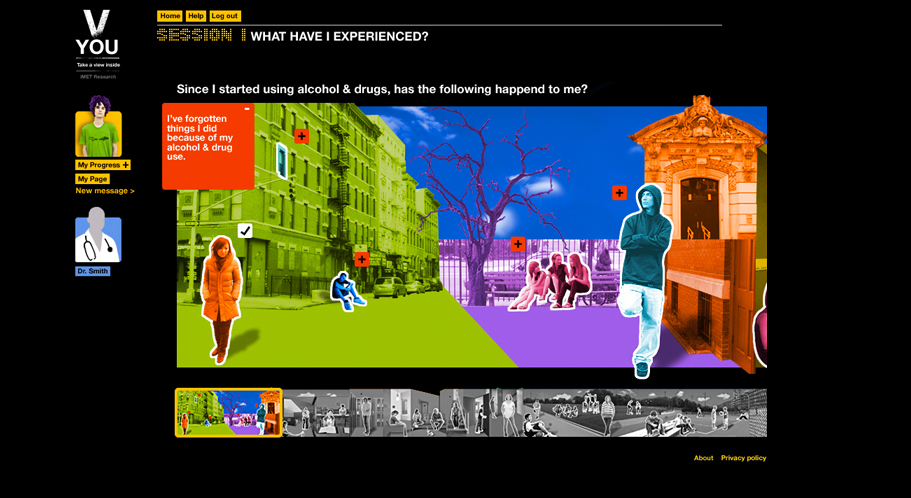 V
YOU
Take a view inside
iMET Research
Home Help Log out
SESSION 1 WHAT HAVE I EXPERIENCED?
Since I started using alcohol & drugs, has the following happend to me?
I've forgotten
things I did
because of my
alcohol & drug
use.
My Progress +
My Page
New message >
Dr. Smith
About Privacy policy